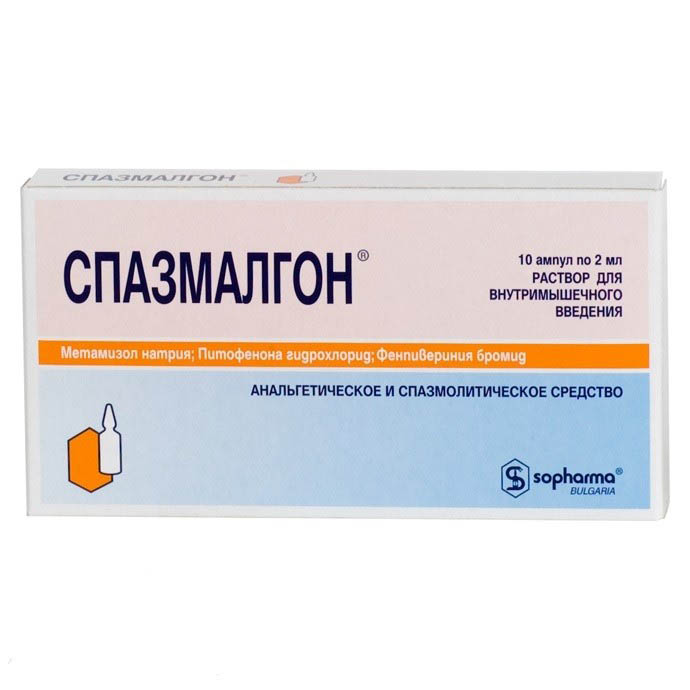 СПАЗМАЛГОН
СПАЗМАЛГОН®
10 ампул по 2 мл
РАСТВОР ДЛЯ
ВНУТРИМЫШЕЧНОГО
ВВЕДЕНИЯ
Метамизол натрия; Питофенона гидрохлорид; Фенпивериния бромид
АНАЛЬГЕТИЧЕСКОЕ И СПАЗМОЛИТИЧЕСКОЕ СРЕДСТВО
sopharma®
BULGARIA